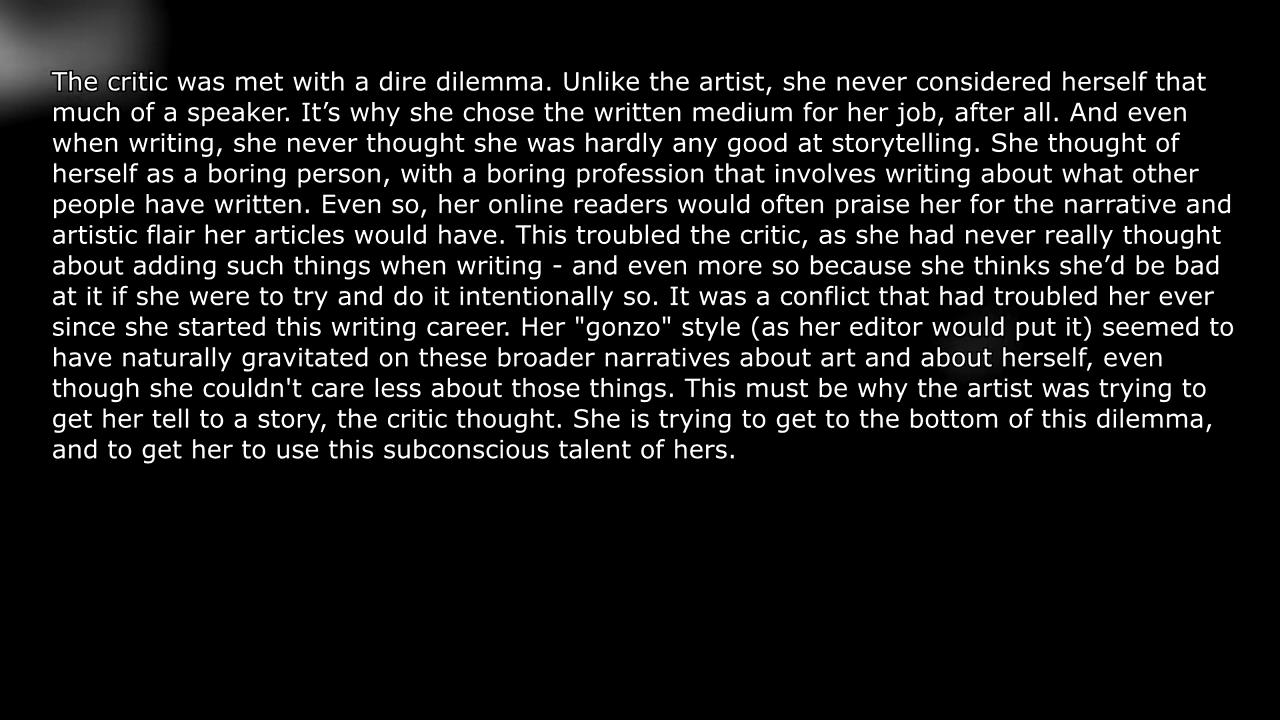 The critic was met with a dire dilemma. Unlike the artist, she never considered herself that
much of a speaker. It’s why she chose the written medium for her job, after all. And even
when writing, she never thought she was hardly any good at storytelling. She thought of
herself as a boring person, with a boring profession that involves writing about what other
people have written. Even so, her online readers would often praise her for the narrative and
artistic flair her articles would have. This troubled the critic, as she had never really thought
about adding such things when writing - and even more so because she thinks she’d be bad
at it if she were to try and do it intentionally so. It was a conflict that had troubled her ever
since she started this writing career. Her "gonzo" style (as her editor would put it) seemed to
have naturally gravitated on these broader narratives about art and about herself, even
though she couldn't care less about those things. This must be why the artist was trying to
get her tell to a story, the critic thought. She is trying to get to the bottom of this dilemma,
and to get her to use this subconscious talent of hers.